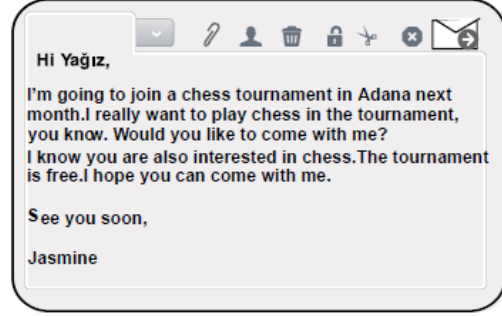 Hi Yağız,
I'm going to join a chess tournament in Adana next
month.I really want to play chess in the tournament,
you know. Would you like to come with me?
I know you are also interested in chess.The tournament
is free.I hope you can come with me.
See you soon,
Jasmine